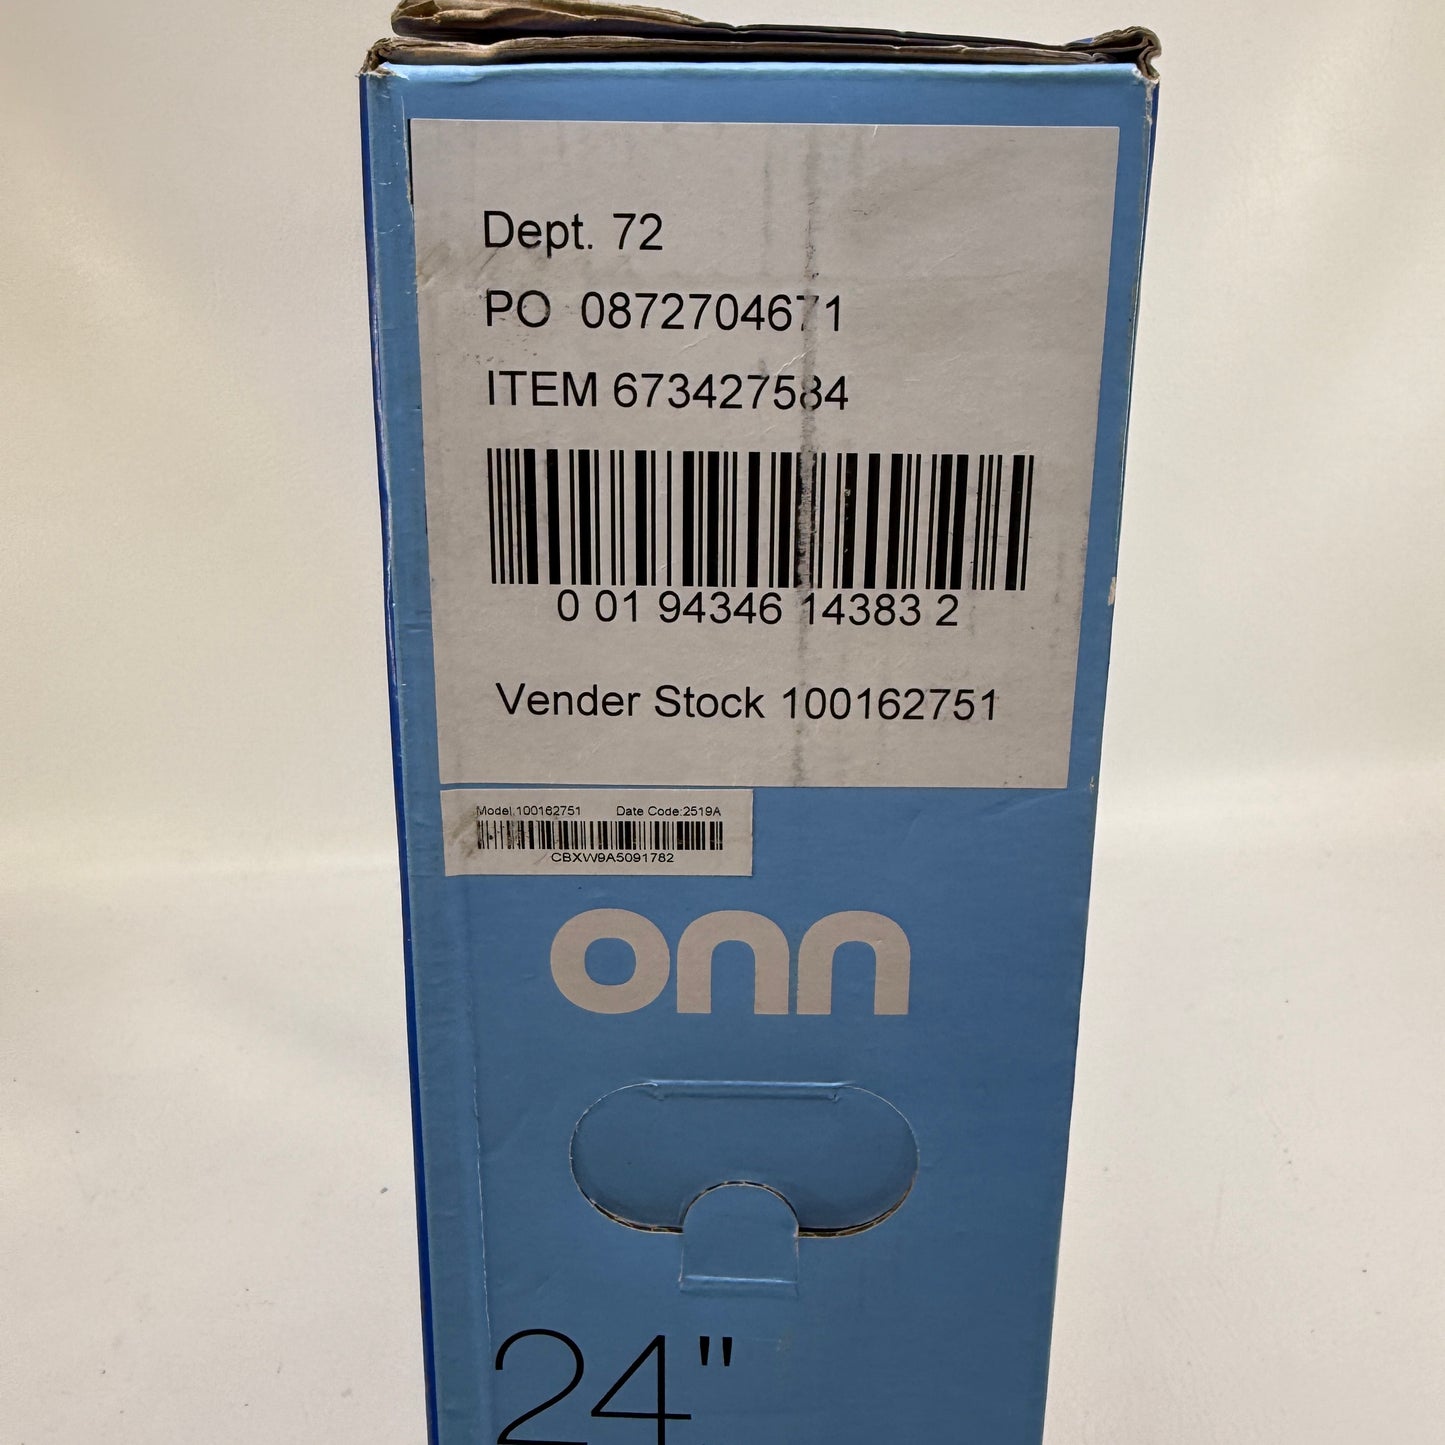 Dept. 72
PO 0872704671
ITEM 673427584
0 01 94346 14383 2
Vender Stock 100162751
Model:100162751 Date Code:2519A
CBXW9A5091782
onn
24"